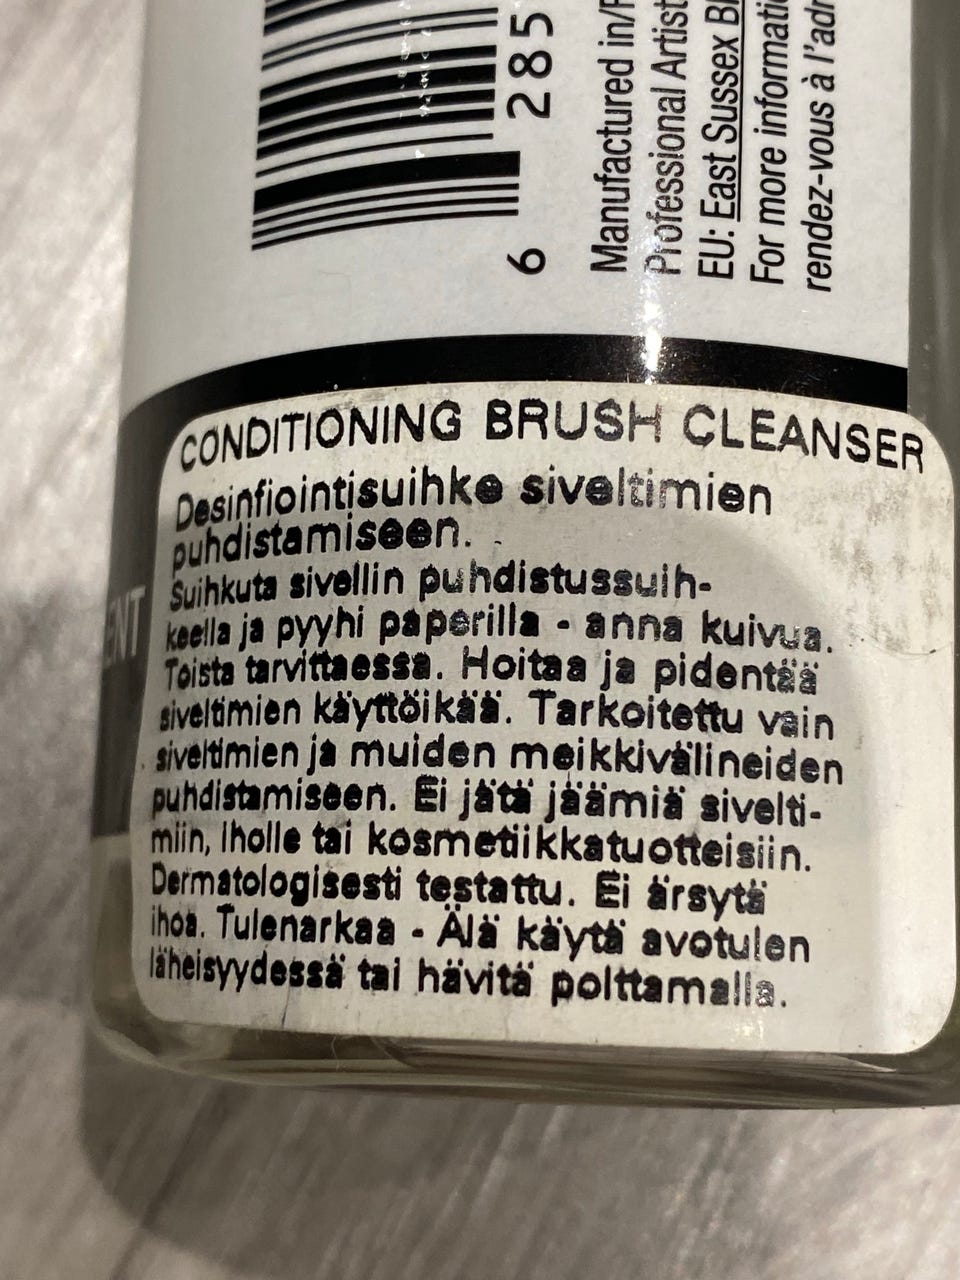 6 285
Manufactured in/
Professional Artist
EU: East Sussex
For more
rendez-vous à
ENT
CONDITIONING BRUSH CLEANSER
Desinfiointisuihke siveltimien
puhdistamiseen.
Suihkuta sivellin puhdistussuih-
keella ja pyyhi paperilla - anna kuivua.
Toista tarvittaessa. Hoitaa ja pidentää
siveltimien käyttöikää. Tarkoitettu vain
siveltimien ja muiden meikkivälineiden
puhdistamiseen. Ei jätä jäämiä sivelti-
miin, iholle tai kosmetiikkatuotteisiin.
Dermatologisesti testattu. Ei ärsytä
ihoa. Tulenarkaa - Älä käytä avotulen
läheisyydessä tai hävitä polttamalla.